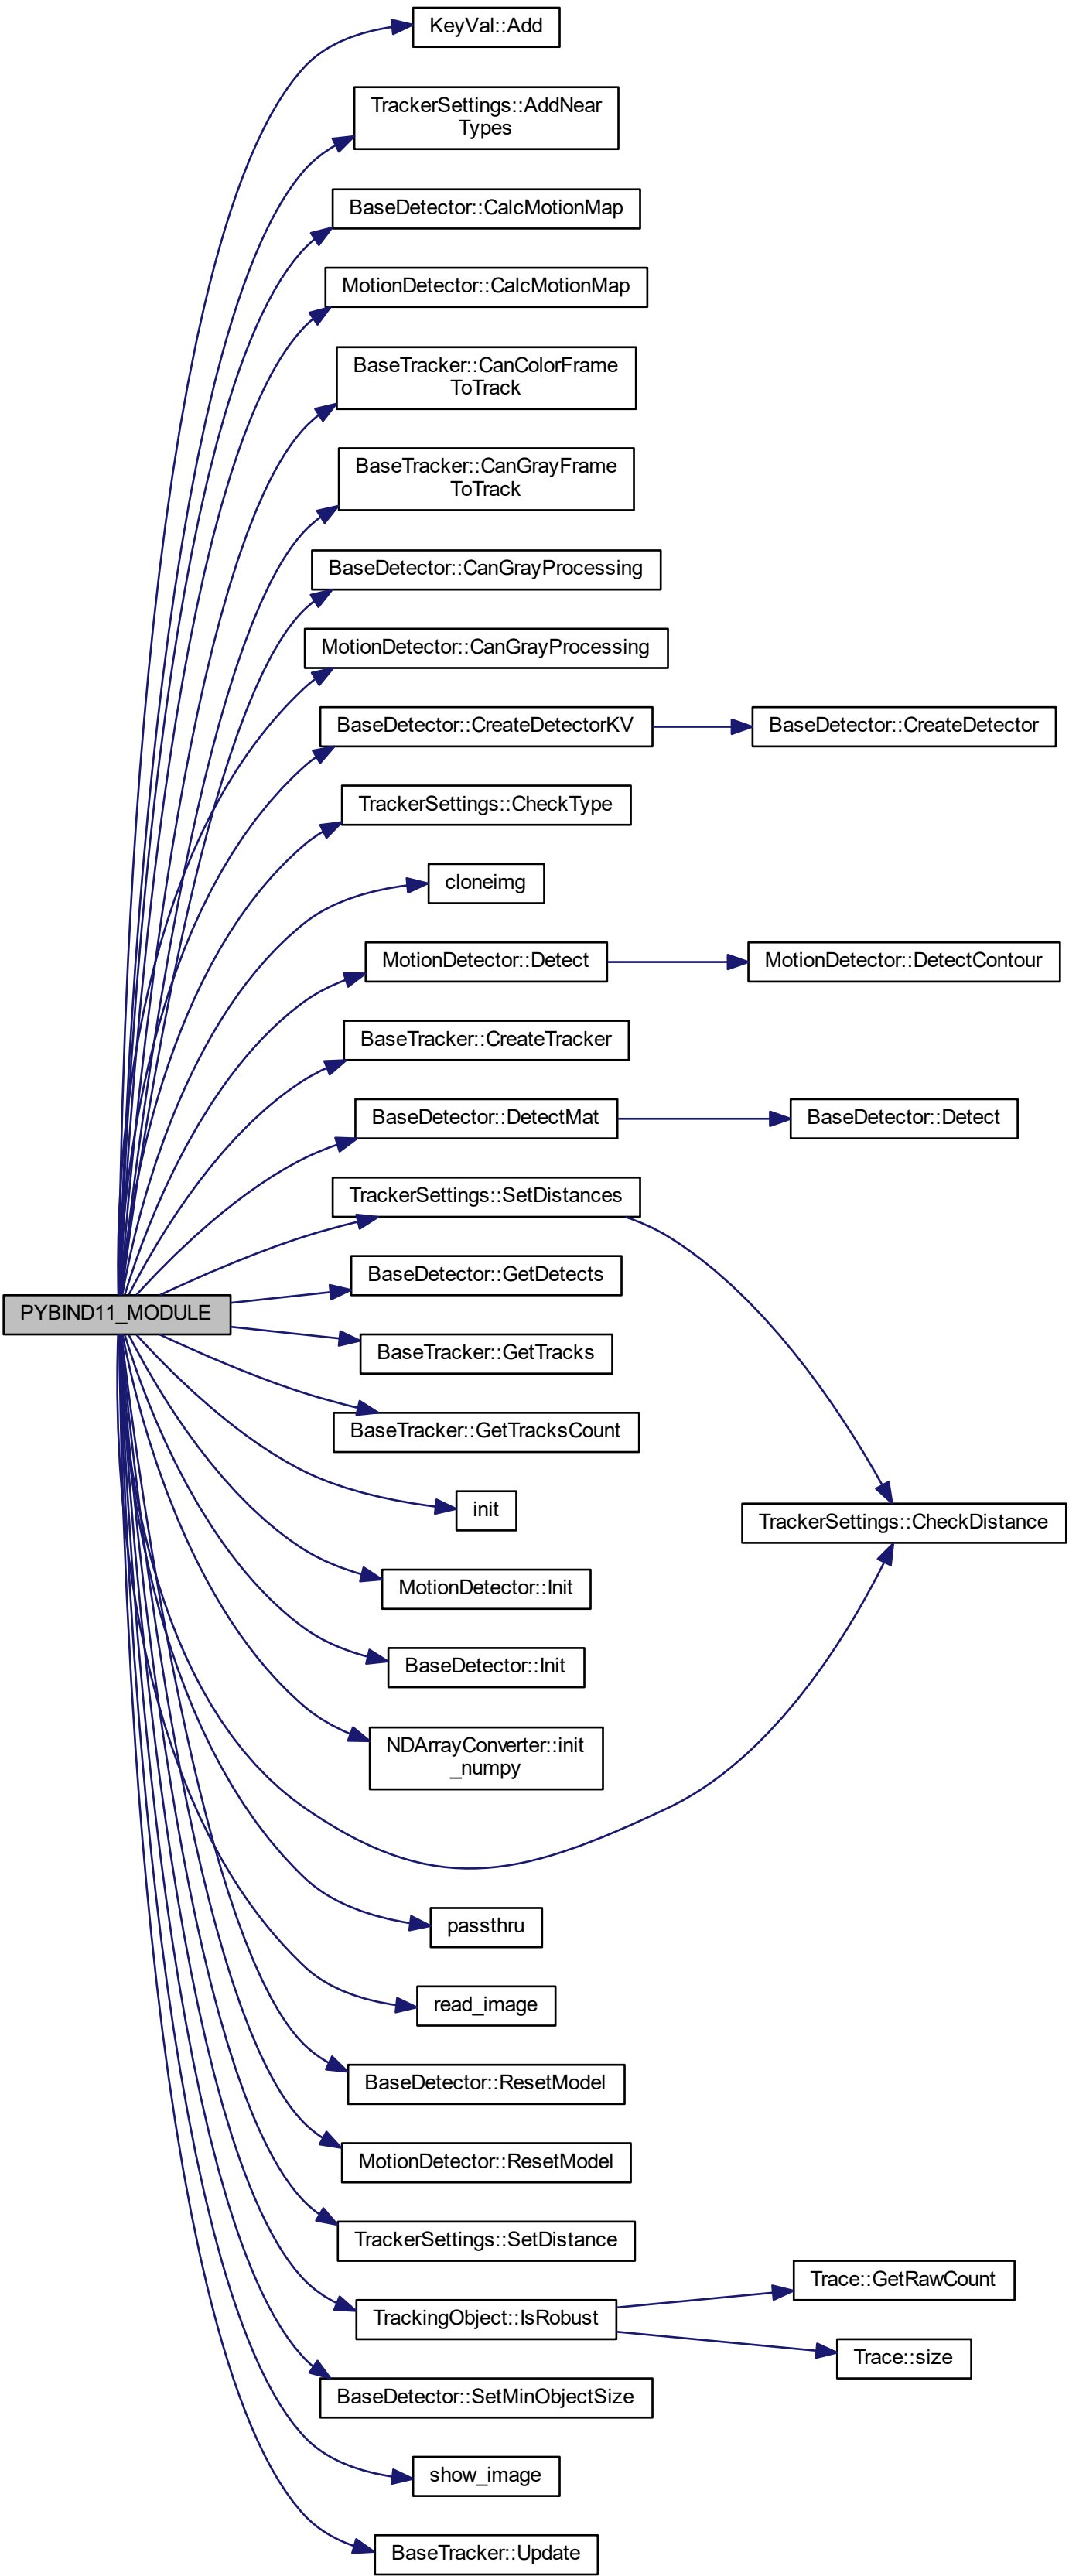 KeyVal::Add
TrackerSettings::AddNear
Types
BaseDetector::CalcMotionMap
MotionDetector::CalcMotionMap
BaseTracker::CanColorFrame
ToTrack
BaseTracker::CanGrayFrame
ToTrack
BaseDetector::CanGrayProcessing
MotionDetector::CanGrayProcessing
BaseDetector::CreateDetectorKV
BaseDetector::CreateDetector
TrackerSettings::CheckType
cloneimg
MotionDetector::Detect
MotionDetector::DetectContour
BaseTracker::CreateTracker
BaseDetector::DetectMat
BaseDetector::Detect
TrackerSettings::SetDistances
BaseDetector::GetDetects
PYBIND11_MODULE
BaseTracker::GetTracks
BaseTracker::GetTracksCount
init
TrackerSettings::CheckDistance
MotionDetector::Init
BaseDetector::Init
NDArrayConverter::init
_numpy
passthru
read_image
BaseDetector::ResetModel
MotionDetector::ResetModel
TrackerSettings::SetDistance
Trace::GetRawCount
TrackingObject::IsRobust
Trace::size
BaseDetector::SetMinObjectSize
show_image
BaseTracker::Update